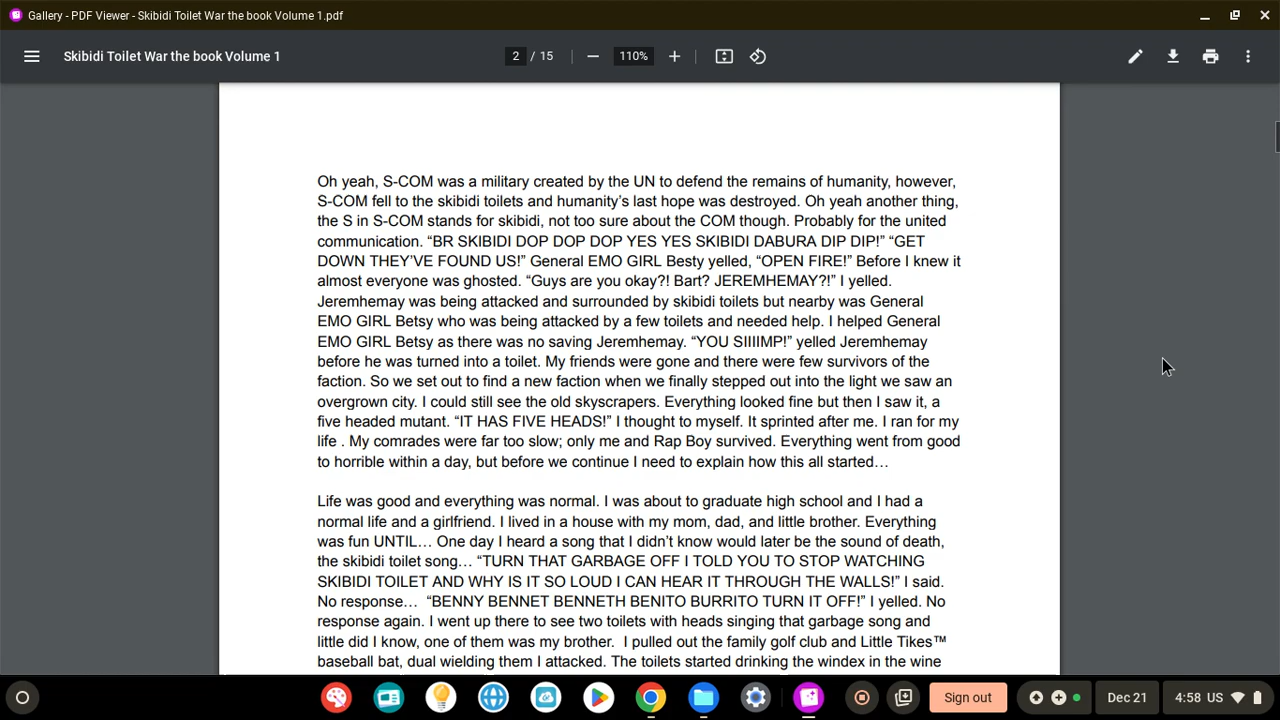 Gallery - PDF Viewer - Skibidi Toilet War the book Volume 1.pdf
Skibidi Toilet War the book Volume 1
2 / 15
110%
Oh yeah, S-COM was a military created by the UN to defend the remains of humanity, however,
S-COM fell to the skibidi toilets and humanity's last hope was destroyed. Oh yeah another thing,
the S in S-COM stands for skibidi, not too sure about the COM though. Probably for the united
communication. “BR SKIBIDI DOP DOP DOP YES YES SKIBIDI DABURA DIP DIP!” “GET
DOWN THEY’VE FOUND US!” General EMO GIRL Besty yelled, “OPEN FIRE!” Before I knew it
almost everyone was ghosted. “Guys are you okay?! Bart? JEREMHEMAY?!” I yelled.
Jeremhemay was being attacked and surrounded by skibidi toilets but nearby was General
EMO GIRL Betsy who was being attacked by a few toilets and needed help. I helped General
EMO GIRL Betsy as there was no saving Jeremhemay. “YOU SIIIIMP!” yelled Jeremhemay
before he was turned into a toilet. My friends were gone and there were few survivors of the
faction. So we set out to find a new faction when we finally stepped out into the light we saw an
overgrown city. I could still see the old skyscrapers. Everything looked fine but then I saw it, a
five headed mutant. “IT HAS FIVE HEADS!” I thought to myself. It sprinted after me. I ran for my
life . My comrades were far too slow; only me and Rap Boy survived. Everything went from good
to horrible within a day, but before we continue I need to explain how this all started…
Life was good and everything was normal. I was about to graduate high school and I had a
normal life and a girlfriend. I lived in a house with my mom, dad, and little brother. Everything
was fun UNTIL… One day I heard a song that I didn’t know would later be the sound of death,
the skibidi toilet song… “TURN THAT GARBAGE OFF I TOLD YOU TO STOP WATCHING
SKIBIDI TOILET AND WHY IS IT SO LOUD I CAN HEAR IT THROUGH THE WALLS!” I said.
No response…  “BENNY BENNET BENNETH BENITO BURRITO TURN IT OFF!” I yelled. No
response again. I went up there to see two toilets with heads singing that garbage song and
little did I know, one of them was my brother.  I pulled out the family golf club and Little Tikes™
baseball bat, dual wielding them I attacked. The toilets started drinking the windex in the wine
Sign out
Dec 21
4:58 US